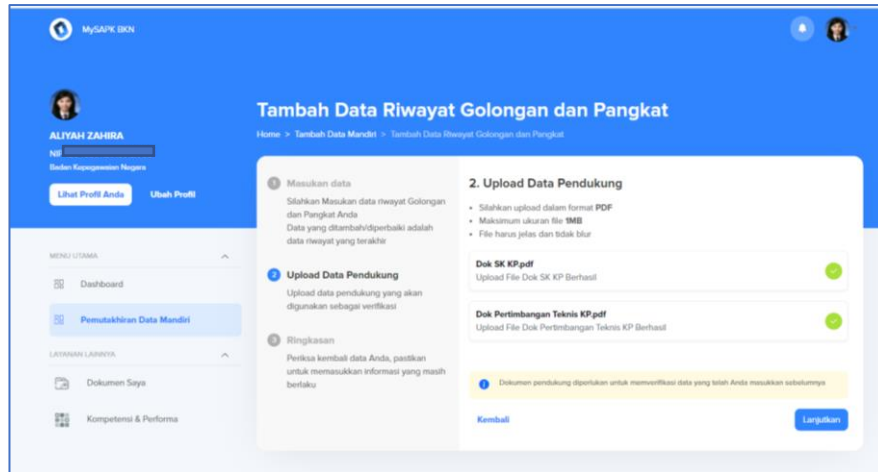 MySAPK BKN
ALIYAH ZAHIRA
NIP
Badan Kepegawaian Negara
Lihat Profil Anda
Ubah Profil
MENU UTAMA
Dashboard
Pemutakhiran Data Mandiri
LAYANAN LAINNYA
Dokumen Saya
Kompetensi & Performa
Tambah Data Riwayat Golongan dan Pangkat
Home > Tambah Data Mandiri > Tambah Data Riwayat Golongan dan Pangkat
1 Masukan data
Silahkan Masukan data riwayat Golongan
dan Pangkat Anda
Data yang ditambah/diperbaiki adalah
data riwayat yang terakhir
2 Upload Data Pendukung
Upload data pendukung yang akan
digunakan sebagai verifikasi
3 Ringkasan
Periksa kembali data Anda, pastikan
untuk memasukkan informasi yang masih
berlaku
2. Upload Data Pendukung
• Silahkan upload dalam format PDF
• Maksimum ukuran file 1MB
• File harus jelas dan tidak blur
Dok SK KP.pdf
Upload File Dok SK KP Berhasil
Dok Pertimbangan Teknis KP.pdf
Upload File Dok Pertimbangan Teknis KP Berhasil
Dokumen pendukung diperlukan untuk memverifikasi data yang telah Anda masukkan sebelumnya
Kembali
Lanjutkan